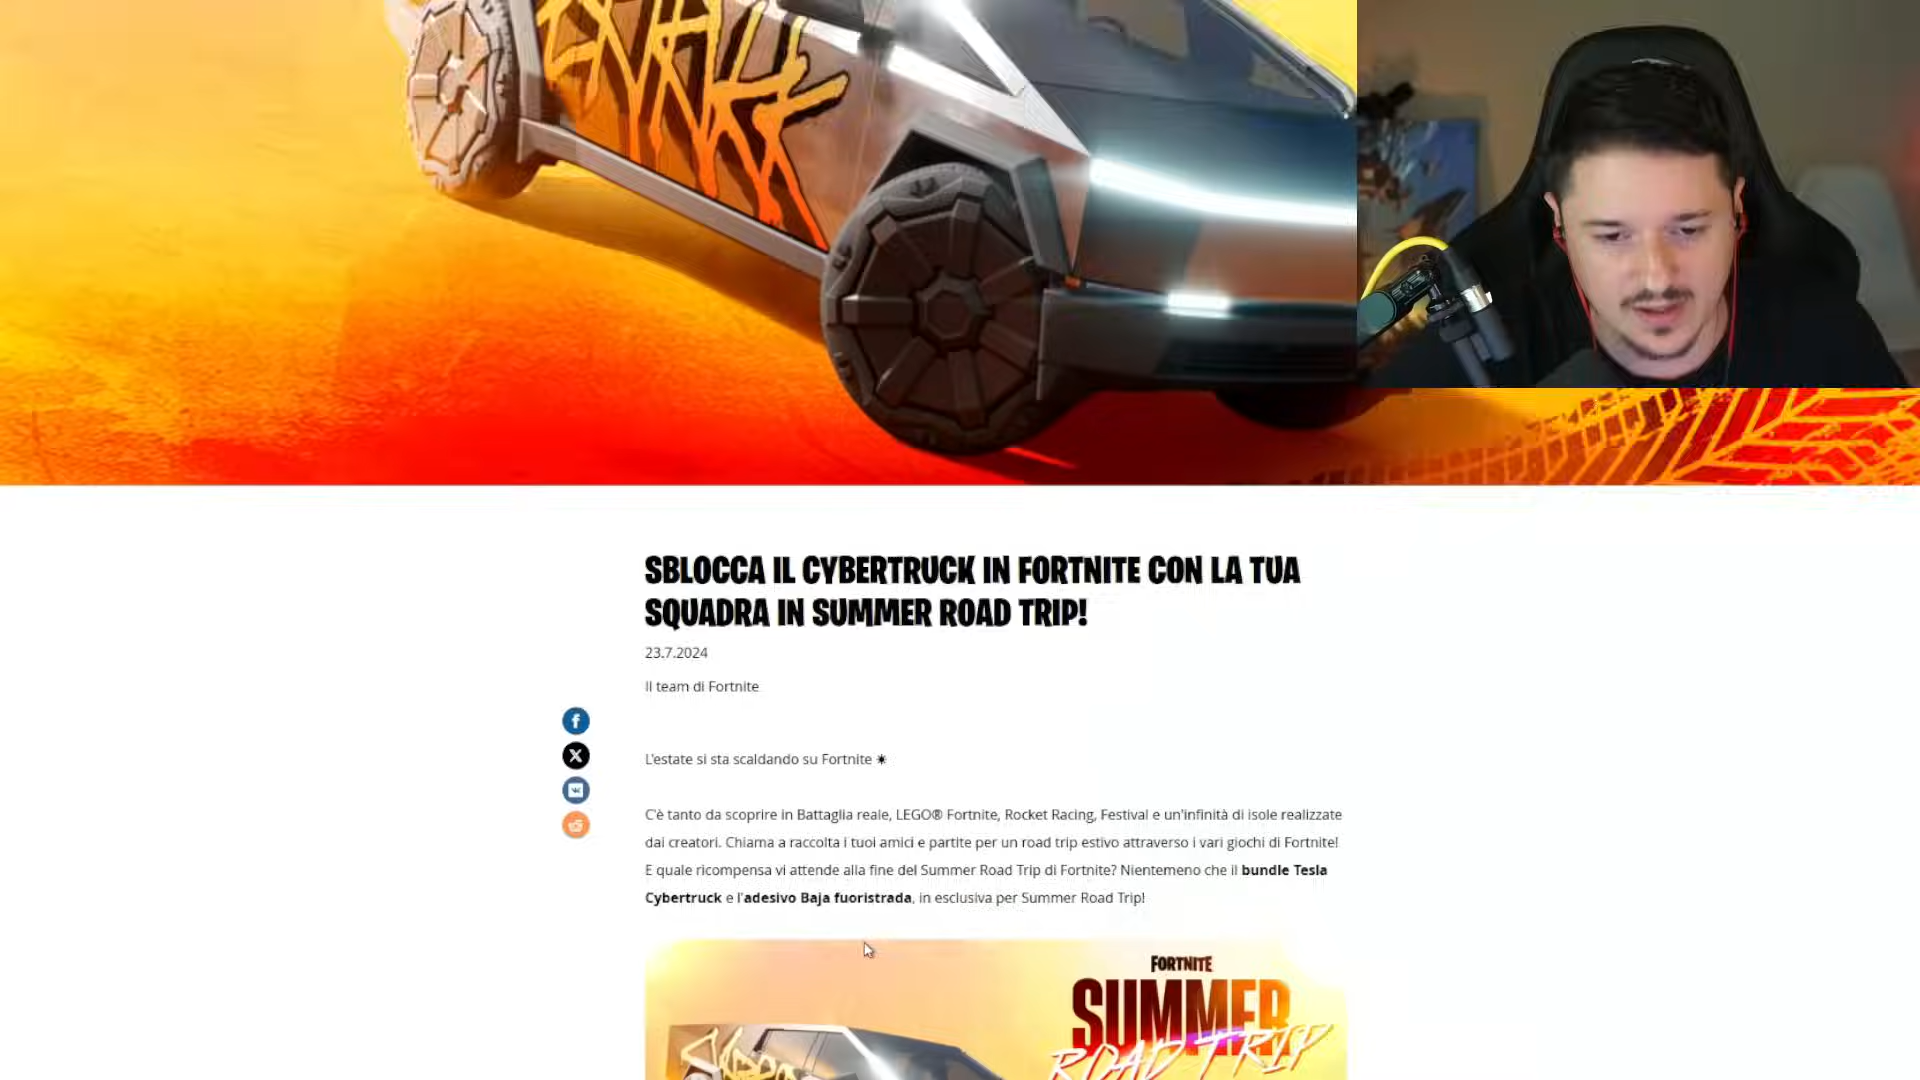 SBLOCCA IL CYBERTRUCK IN FORTNITE CON LA TUA
SQUADRA IN SUMMER ROAD TRIP!
23.7.2024
Il team di Fortnite
L'estate si sta scaldando su Fortnite ☀
C'è tanto da scoprire in Battaglia reale, LEGO® Fortnite, Rocket Racing, Festival e un'infinità di isole realizzate
dai creatori. Chiama a raccolta i tuoi amici e partite per un road trip estivo attraverso i vari giochi di Fortnite!
E quale ricompensa vi attende alla fine del Summer Road Trip di Fortnite? Nientemeno che il bundle Tesla
Cybertruck e l'adesivo Baja fuoristrada, in esclusiva per Summer Road Trip!
FORTNITE
SUMMER
ROAD TRIP